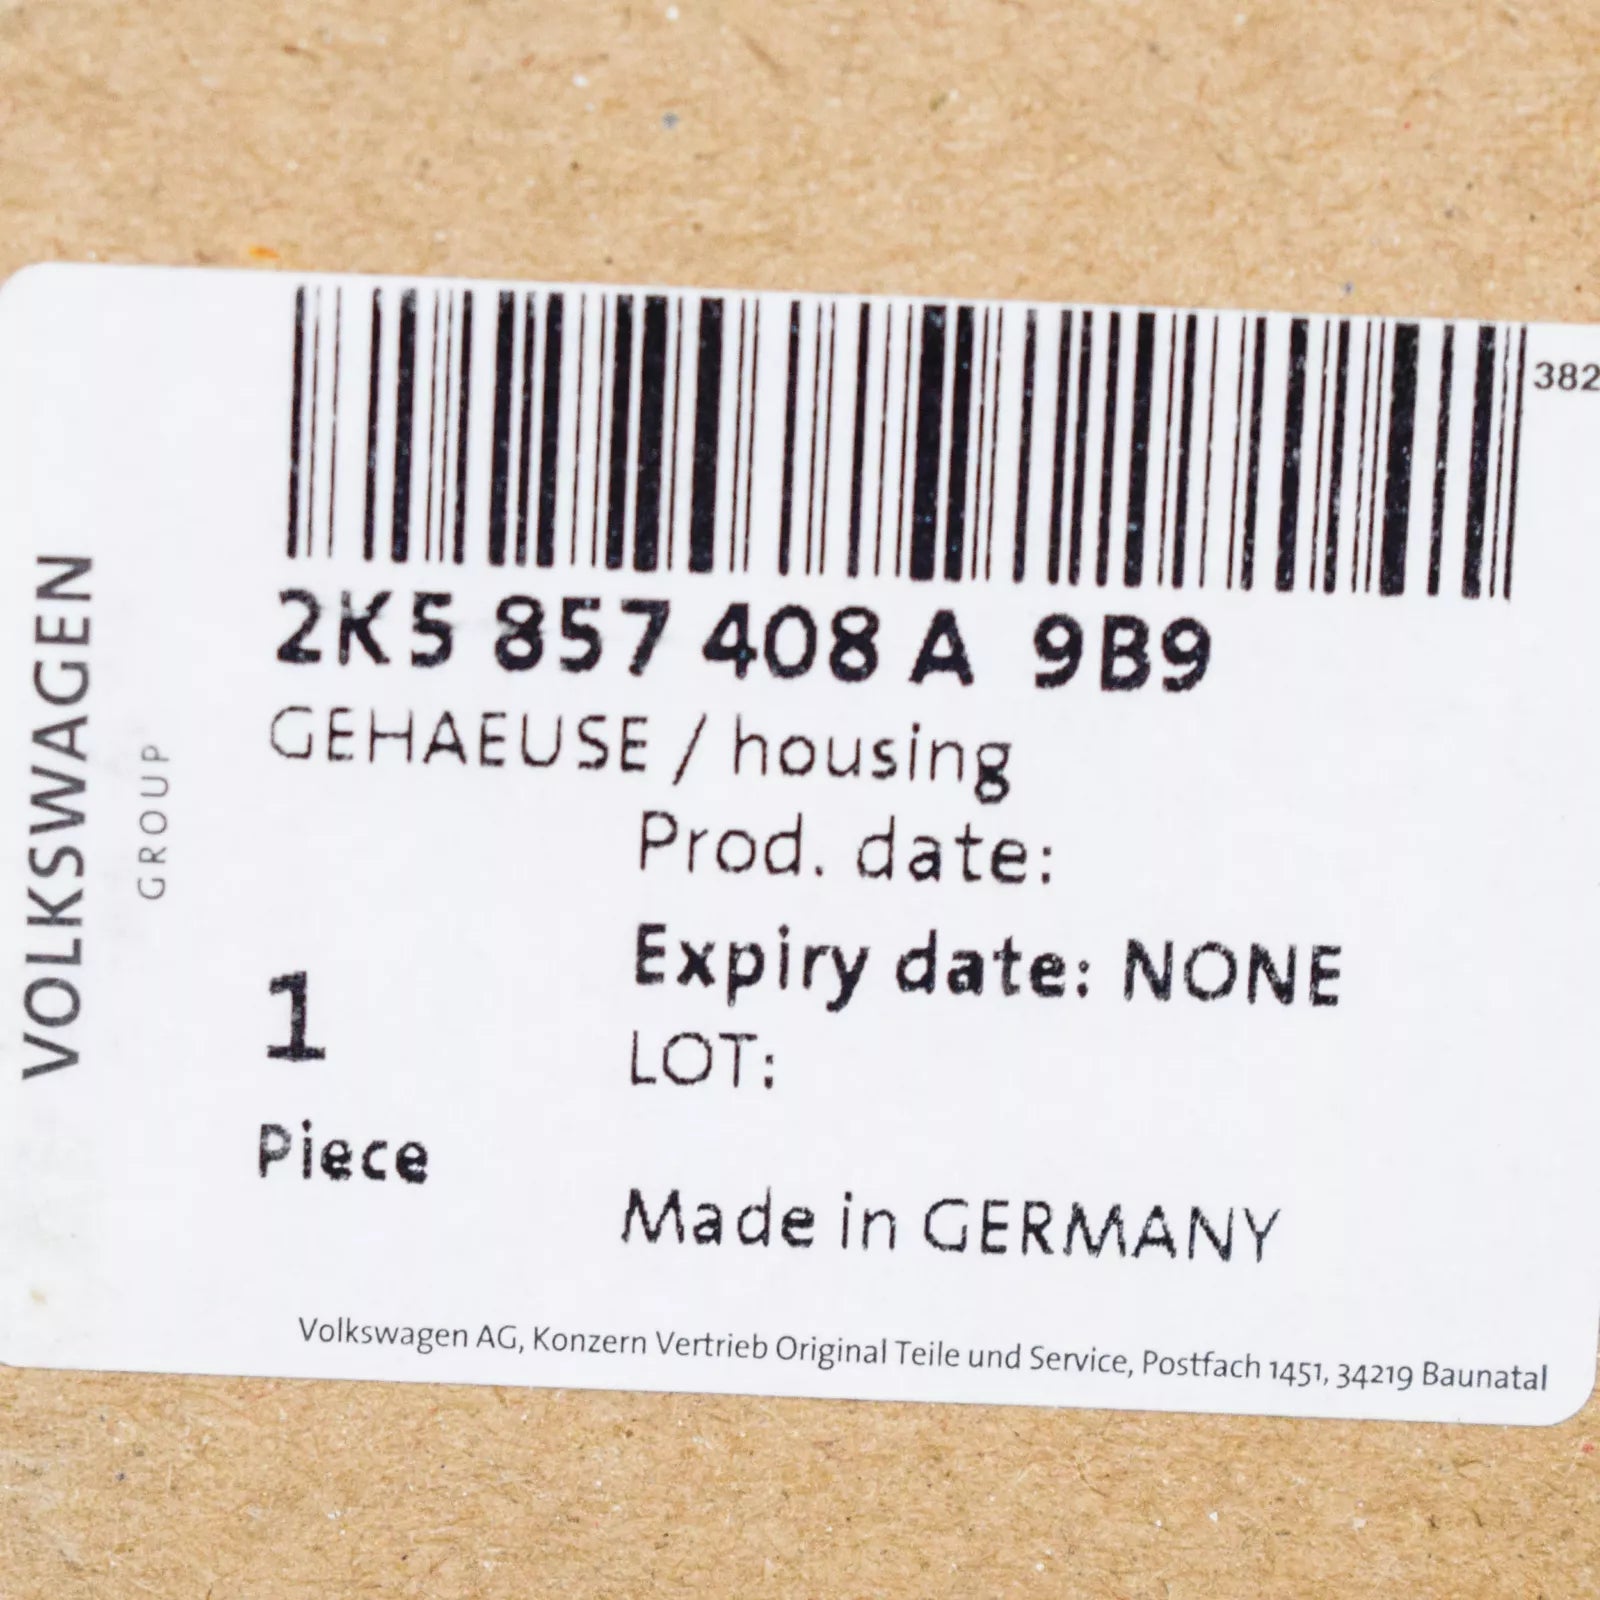 382
2K5 857 408 A 9B9
GEHAEUSE / housing
Prod. date:
Expiry date: NONE
LOT:
1
Piece
Made in GERMANY
Volkswagen AG, Konzern Vertrieb Original Teile und Service, Postfach 1451, 34219 Baunatal
VOLKSWAGEN
GROUP